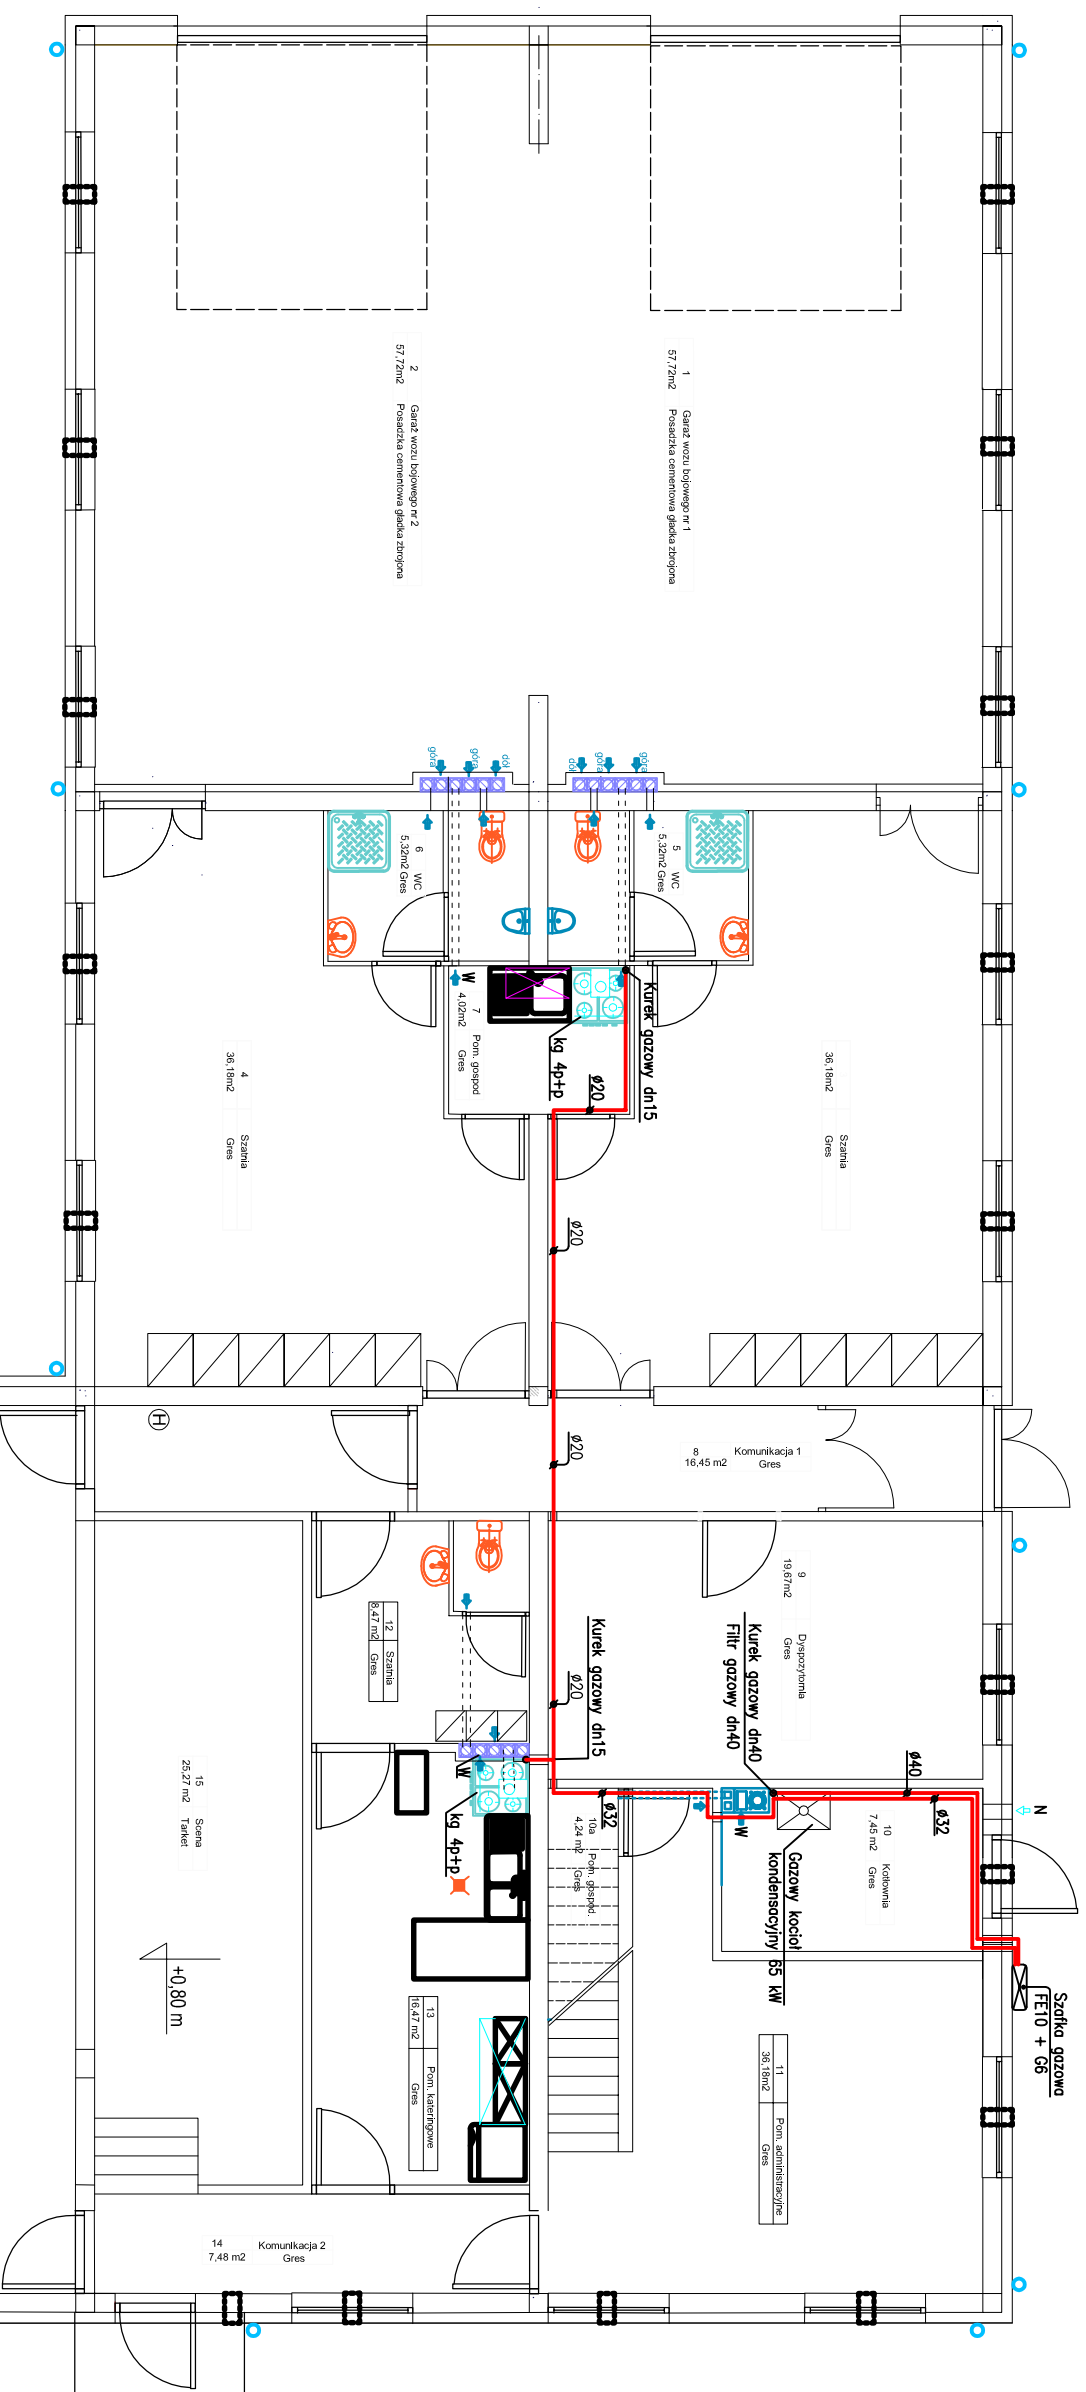 2 Garaż wozu bojowego nr 2
57,72m2 Posadzka cementowa gładka zbrojona
1 Garaż wozu bojowego nr 1
57,72m2 Posadzka cementowa gładka zbrojona
góra
góra
dół
dół
góra
góra
6 WC
5,32m2 Gres
5 WC
5,32m2 Gres
W
7 Pom. gospod
4,02m2 Gres
kg 4p+p
Kurek gazowy dn15
ø20
4 Szatnia
36,18m2 Gres
Szatnia
36,18m2 Gres
ø20
H
ø20
8 Komunikacja 1
16,45 m2 Gres
9 Dyspozytornia
19,67m2 Gres
12 Szatnia
8,47 m2 Gres
Kurek gazowy dn15
ø20
Kurek gazowy dn40
Filtr gazowy dn40
ø40
ø32
ø32
W
W
N
15 Scena
25,27 m2 Tarket
kg 4p+p
10a Pom. gospod.
4,24 m2 Gres
10 Kotłownia
7,45 m2 Gres
Gazowy kocioł
kondensacyjny 65 kW
Szafka gazowa
FE10 + G6
+0,80 m
13 Pom. kateringowe
16,47 m2 Gres
11 Pom. administracyjne
36,18m2 Gres
14 Komunikacja 2
7,48 m2 Gres